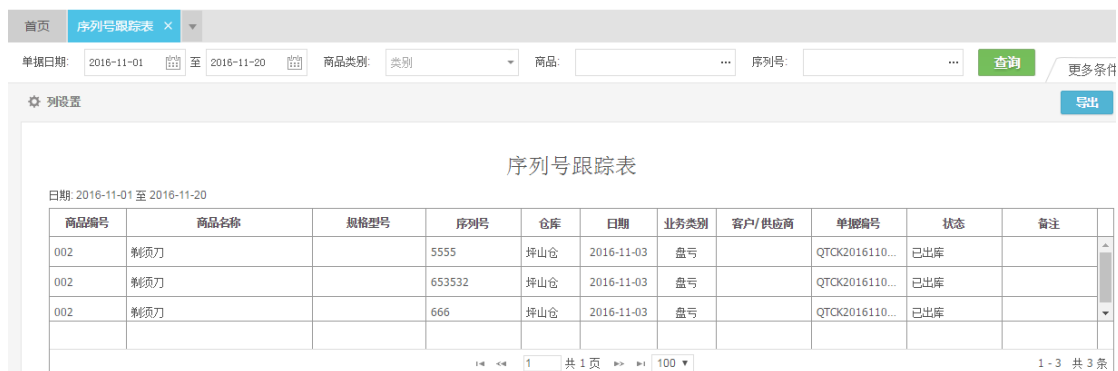 首页 序列号跟踪表 ×
单据日期: 2016-11-01 至 2016-11-20 商品类别: 类别 商品: ... 序列号: ... 查询 更多条件
列设置 导出
序列号跟踪表
日期: 2016-11-01 至 2016-11-20
商品编号 商品名称 规格型号 序列号 仓库 日期 业务类别 客户/供应商 单据编号 状态 备注
002 剃须刀 5555 坪山仓 2016-11-03 盘亏 QTCK2016110... 已出库
002 剃须刀 653532 坪山仓 2016-11-03 盘亏 QTCK2016110... 已出库
002 剃须刀 666 坪山仓 2016-11-03 盘亏 QTCK2016110... 已出库
1 共 1 页 100 1 - 3 共 3 条